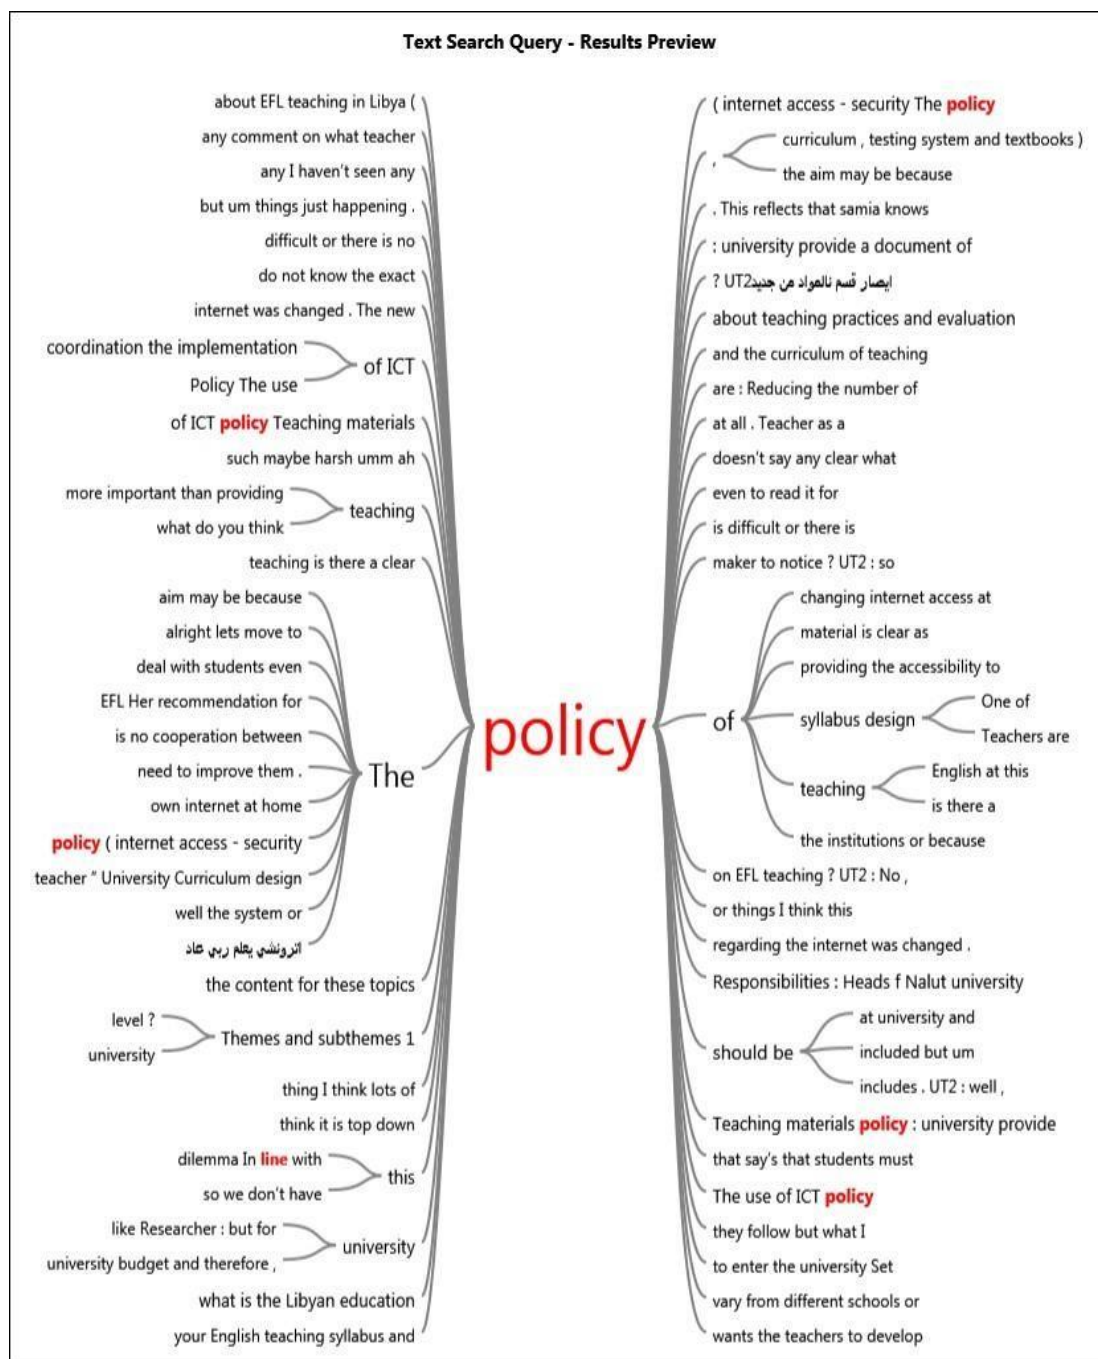 Text Search Query - Results Preview
about EFL teaching in Libya (
any comment on what teacher
any I haven't seen any
but um things just happening .
difficult or there is no
do not know the exact
internet was changed . The new
coordination the implementation
Policy The use
of ICT
of ICT policy Teaching materials
such maybe harsh umm ah
more important than providing
what do you think
teaching
teaching is there a clear
aim may be because
alright lets move to
deal with students even
EFL Her recommendation for
is no cooperation between
need to improve them .
own internet at home
policy ( internet access - security
teacher " University Curriculum design
well the system or
اترونشي يعلم ربي عاد
The
the content for these topics
level ?
university
Themes and subthemes 1
thing I think lots of
think it is top down
dilemma In line with
so we don't have
this
like Researcher : but for
university budget and therefore ,
university
what is the Libyan education
your English teaching syllabus and
policy
( internet access - security The policy
,
curriculum , testing system and textbooks )
the aim may be because
. This reflects that samia knows
: university provide a document of
? UT2ايصار قسم نالمواد من جديد
about teaching practices and evaluation
and the curriculum of teaching
are : Reducing the number of
at all . Teacher as a
doesn't say any clear what
even to read it for
is difficult or there is
maker to notice ? UT2 : so
of
changing internet access at
material is clear as
providing the accessibility to
syllabus design
One of
Teachers are
teaching
English at this
is there a
the institutions or because
on EFL teaching ? UT2 : No ,
or things I think this
regarding the internet was changed .
Responsibilities : Heads f Nalut university
should be
at university and
included but um
includes . UT2 : well ,
Teaching materials policy : university provide
that say's that students must
The use of ICT policy
they follow but what I
to enter the university Set
vary from different schools or
wants the teachers to develop